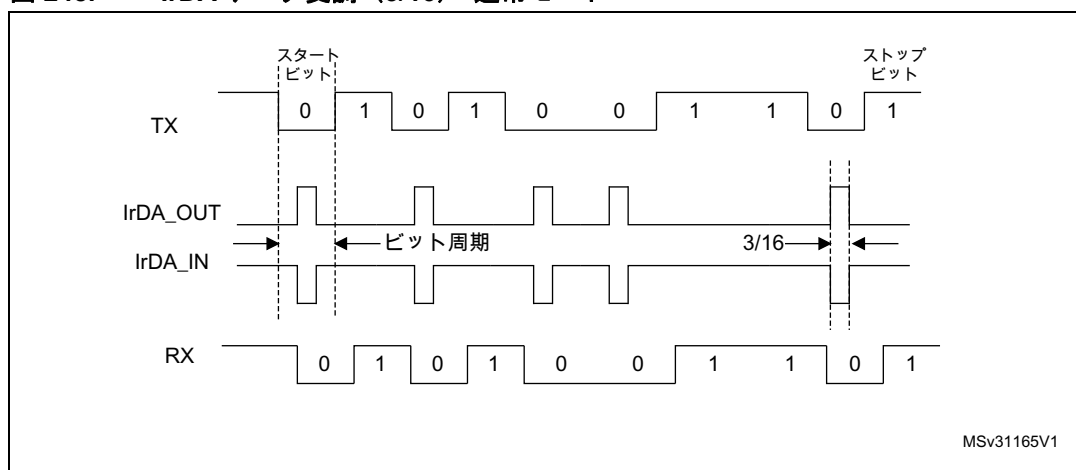 スタート
ビット
ストップ
ビット
TX
0 1 0 1 0 0 1 1 0 1
IrDA_OUT
ビット周期
3/16
IrDA_IN
RX
0 1 0 1 0 0 1 1 0 1
MSv31165V1